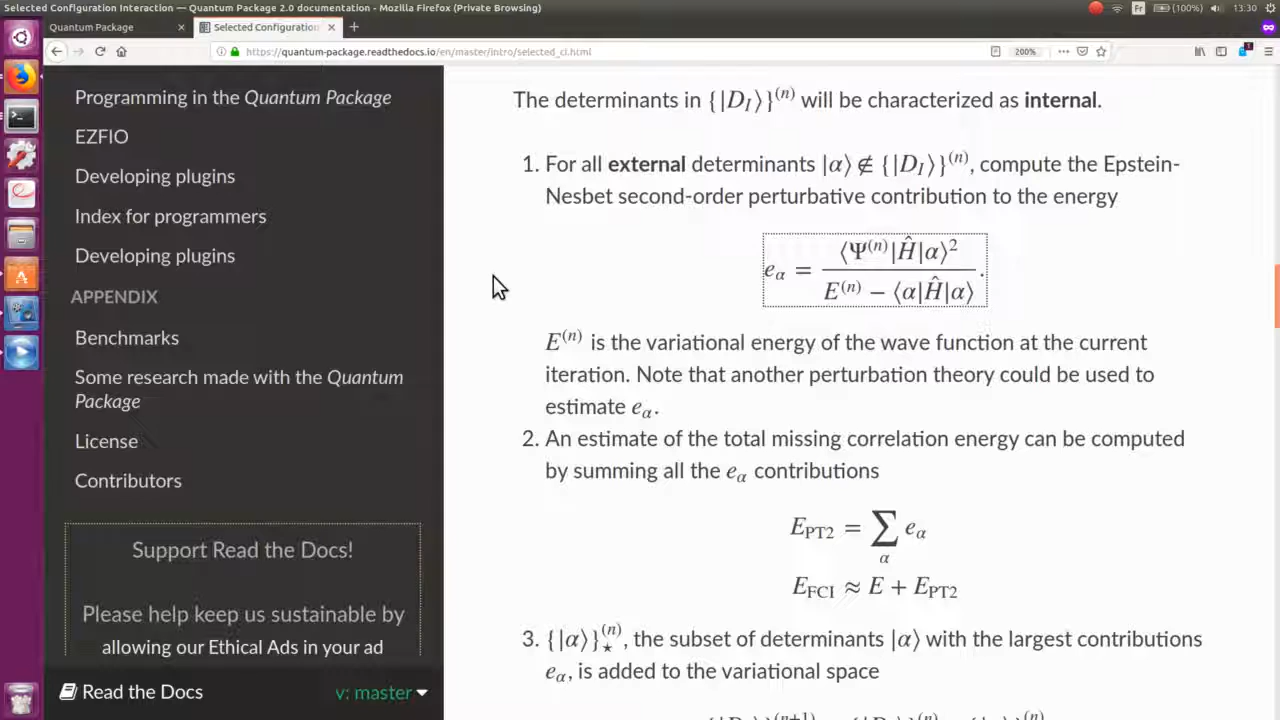 Selected Configuration Interaction — Quantum Package 2.0 documentation - Mozilla Firefox (Private Browsing)
Fr (100%) 13:30
Quantum Package × Selected Configuration × +
https://quantum-package.readthedocs.io/en/master/intro/selected_ci.html 200%
Programming in the Quantum Package
EZFIO
Developing plugins
Index for programmers
Developing plugins
APPENDIX
Benchmarks
Some research made with the Quantum
Package
License
Contributors
Support Read the Docs!
Please help keep us sustainable by
allowing our Ethical Ads in your ad
Read the Docs v: master
The determinants in {|D_I⟩}^(n) will be characterized as internal.
1. For all external determinants |α⟩ ∉ {|D_I⟩}^(n), compute the Epstein-
Nesbet second-order perturbative contribution to the energy
e_α = ⟨Ψ^(n)|Ĥ|α⟩² / (E^(n) − ⟨α|Ĥ|α⟩).
E^(n) is the variational energy of the wave function at the current
iteration. Note that another perturbation theory could be used to
estimate e_α.
2. An estimate of the total missing correlation energy can be computed
by summing all the e_α contributions
E_PT2 = ∑_α e_α
E_FCI ≈ E + E_PT2
3. {|α⟩}_⋆^(n), the subset of determinants |α⟩ with the largest contributions
e_α, is added to the variational space